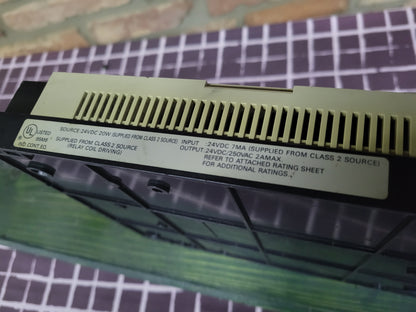 UL
LISTED
IND.CONT.EQ.
SOURCE:24VDC 20W (SUPPLIED FROM CLASS 2 SOURCE)
SUPPLIED FROM CLASS 2 SOURCE
(RELAY COIL DRIVING)
INPUT :24VDC 7MA (SUPPLIED FROM CLASS 2 SOURCE)
OUTPUT:24VDC/250VAC 2AMAX.
REFER TO ATTACHED RATING SHEET
FOR ADDITIONAL RATINGS.